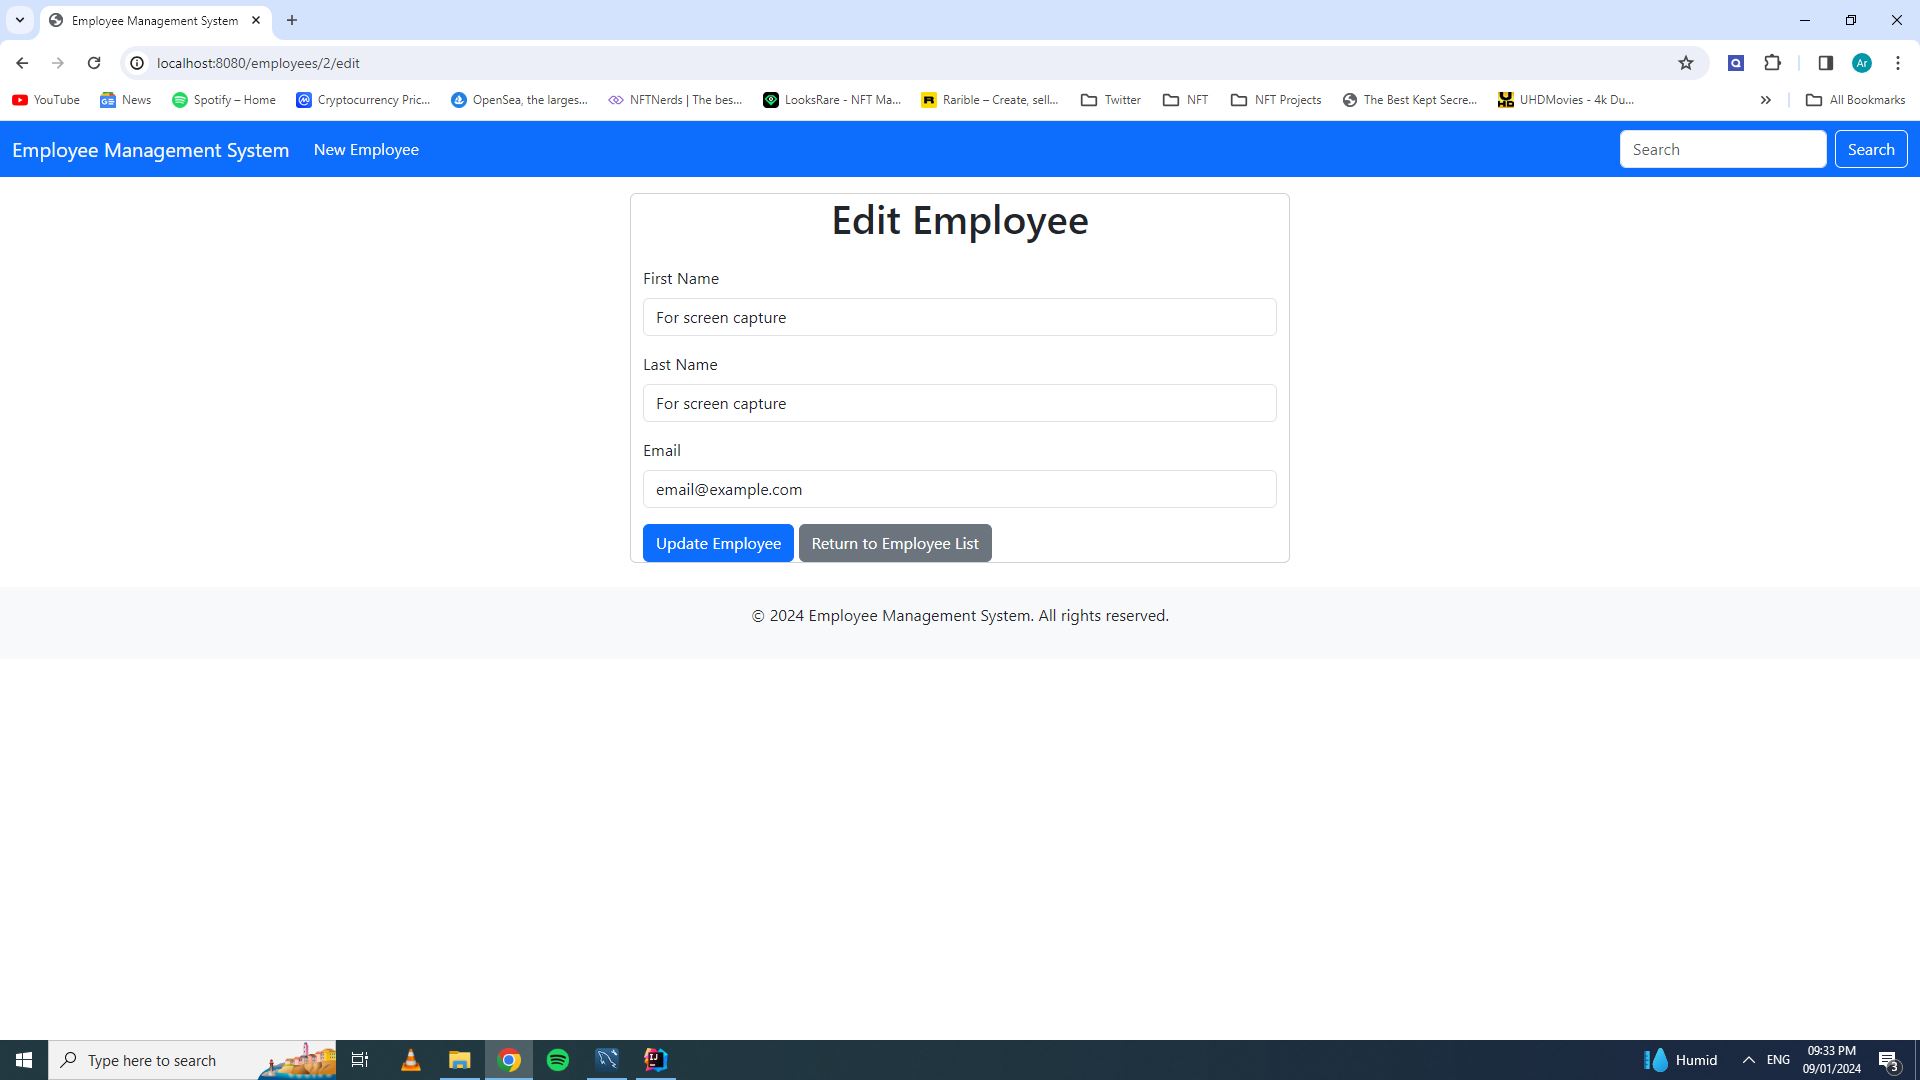 Employee Management System
localhost:8080/employees/2/edit
Ar
YouTube News Spotify – Home Cryptocurrency Pric... OpenSea, the larges... NFTNerds | The bes... LooksRare - NFT Ma... Rarible – Create, sell... Twitter NFT NFT Projects The Best Kept Secre... UHDMovies - 4k Du... All Bookmarks
Employee Management System New Employee Search Search
Edit Employee
First Name
For screen capture
Last Name
For screen capture
Email
email@example.com
Update Employee Return to Employee List
© 2024 Employee Management System. All rights reserved.
Type here to search Humid ENG 09:33 PM
09/01/2024 3